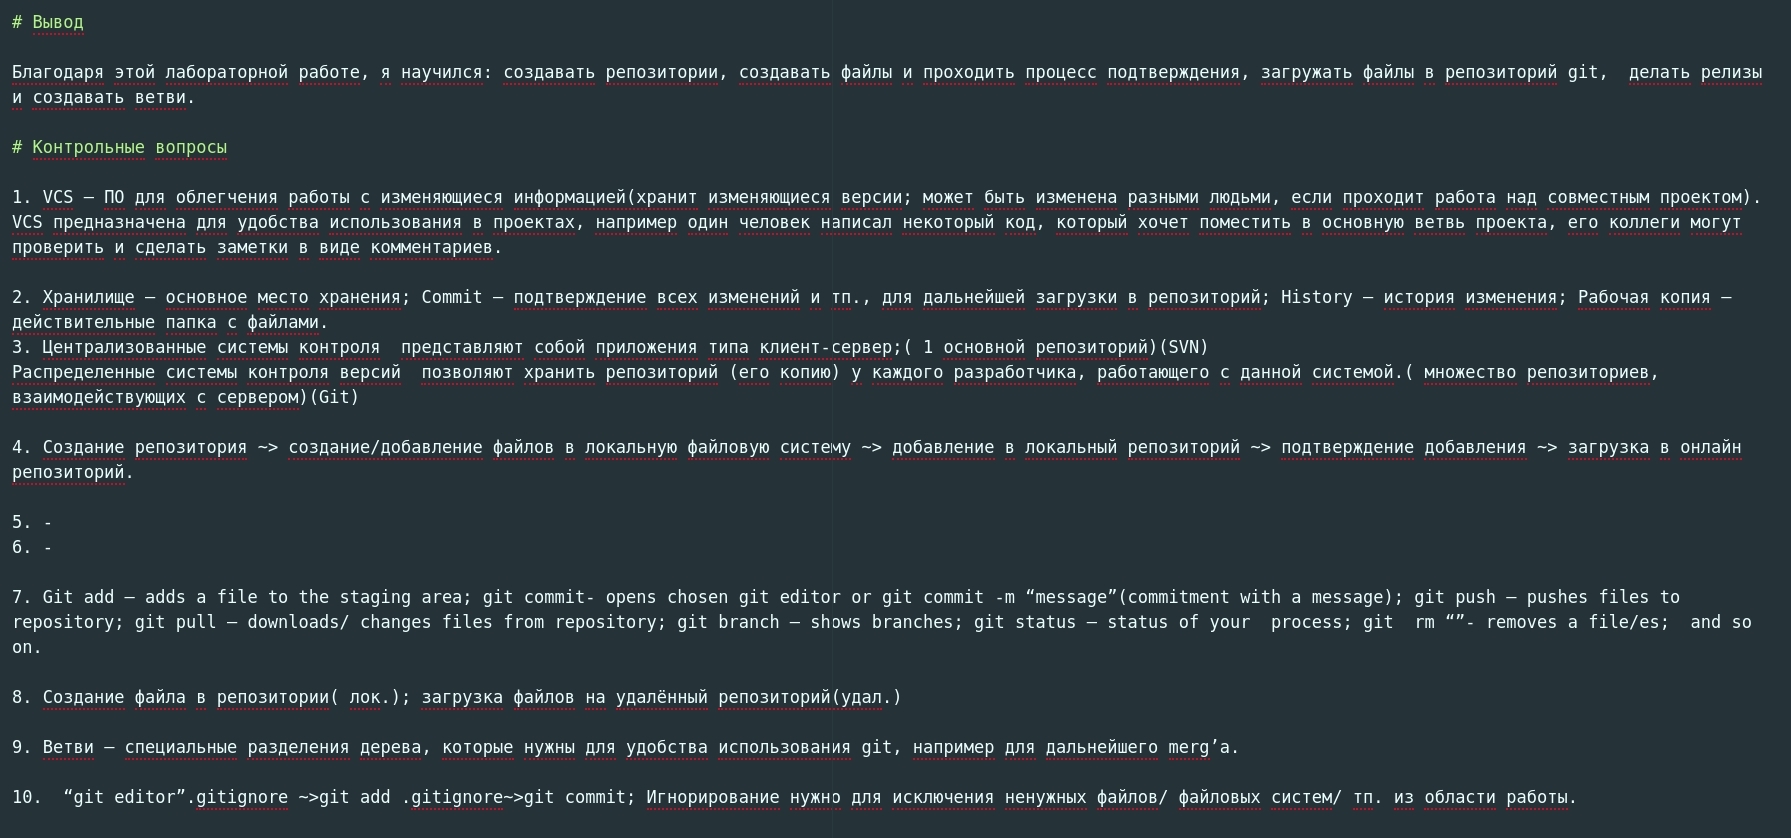 # Вывод
Благодаря этой лабораторной работе, я научился: создавать репозитории, создавать файлы и проходить процесс подтверждения, загружать файлы в репозиторий git,  делать релизы
и создавать ветви.
# Контрольные вопросы
1. VCS – ПО для облегчения работы с изменяющиеся информацией(хранит изменяющиеся версии; может быть изменена разными людьми, если проходит работа над совместным проектом).
VCS предназначена для удобства использования в проектах, например один человек написал некоторый код, который хочет поместить в основную ветвь проекта, его коллеги могут
проверить и сделать заметки в виде комментариев.
2. Хранилище – основное место хранения; Commit – подтверждение всех изменений и тп., для дальнейшей загрузки в репозиторий; History – история изменения; Рабочая копия –
действительные папка с файлами.
3. Централизованные системы контроля  представляют собой приложения типа клиент-сервер;( 1 основной репозиторий)(SVN)
Распределенные системы контроля версий  позволяют хранить репозиторий (его копию) у каждого разработчика, работающего с данной системой.( множество репозиториев,
взаимодействующих с сервером)(Git)
4. Создание репозитория ~> создание/добавление файлов в локальную файловую систему ~> добавление в локальный репозиторий ~> подтверждение добавления ~> загрузка в онлайн
репозиторий.
5. -
6. -
7. Git add – adds a file to the staging area; git commit- opens chosen git editor or git commit -m “message”(commitment with a message); git push – pushes files to
repository; git pull – downloads/ changes files from repository; git branch – shows branches; git status – status of your  process; git  rm “”- removes a file/es;  and so
on.
8. Создание файла в репозитории( лок.); загрузка файлов на удалённый репозиторий(удал.)
9. Ветви – специальные разделения дерева, которые нужны для удобства использования git, например для дальнейшего merg’а.
10.  “git editor”.gitignore ~>git add .gitignore~>git commit; Игнорирование нужно для исключения ненужных файлов/ файловых систем/ тп. из области работы.